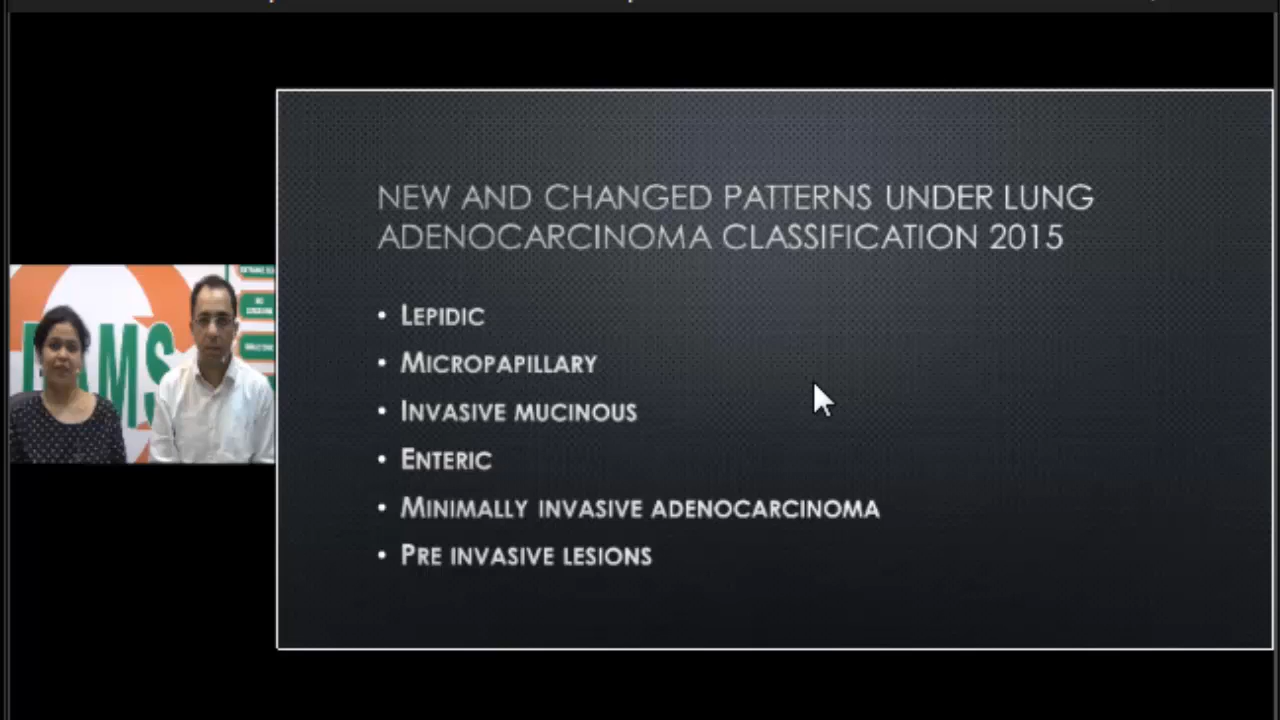 NEW AND CHANGED PATTERNS UNDER LUNG
ADENOCARCINOMA CLASSIFICATION 2015
• LEPIDIC
• MICROPAPILLARY
• INVASIVE MUCINOUS
• ENTERIC
• MINIMALLY INVASIVE ADENOCARCINOMA
• PRE INVASIVE LESIONS